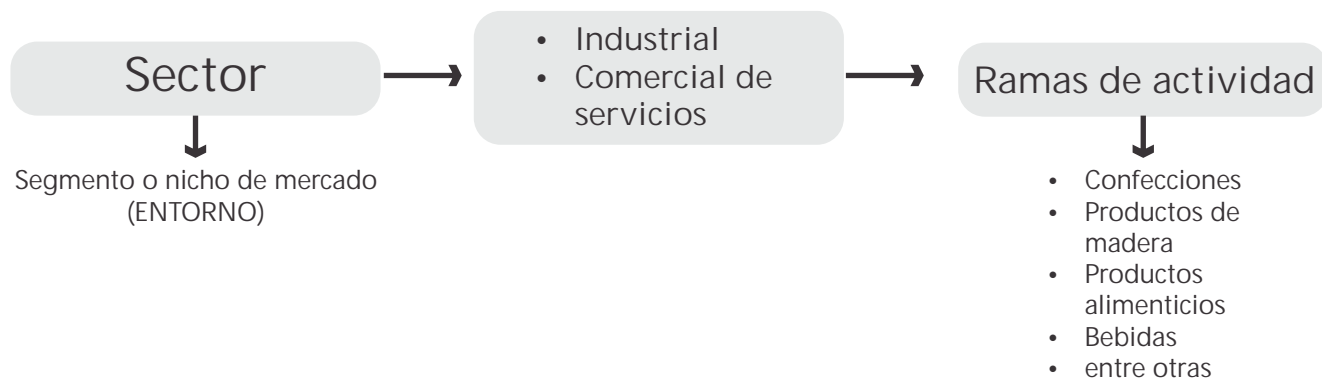 Sector
Segmento o nicho de mercado
(ENTORNO)
• Industrial
• Comercial de
servicios
Ramas de actividad
• Confecciones
• Productos de
madera
• Productos
alimenticios
• Bebidas
• entre otras